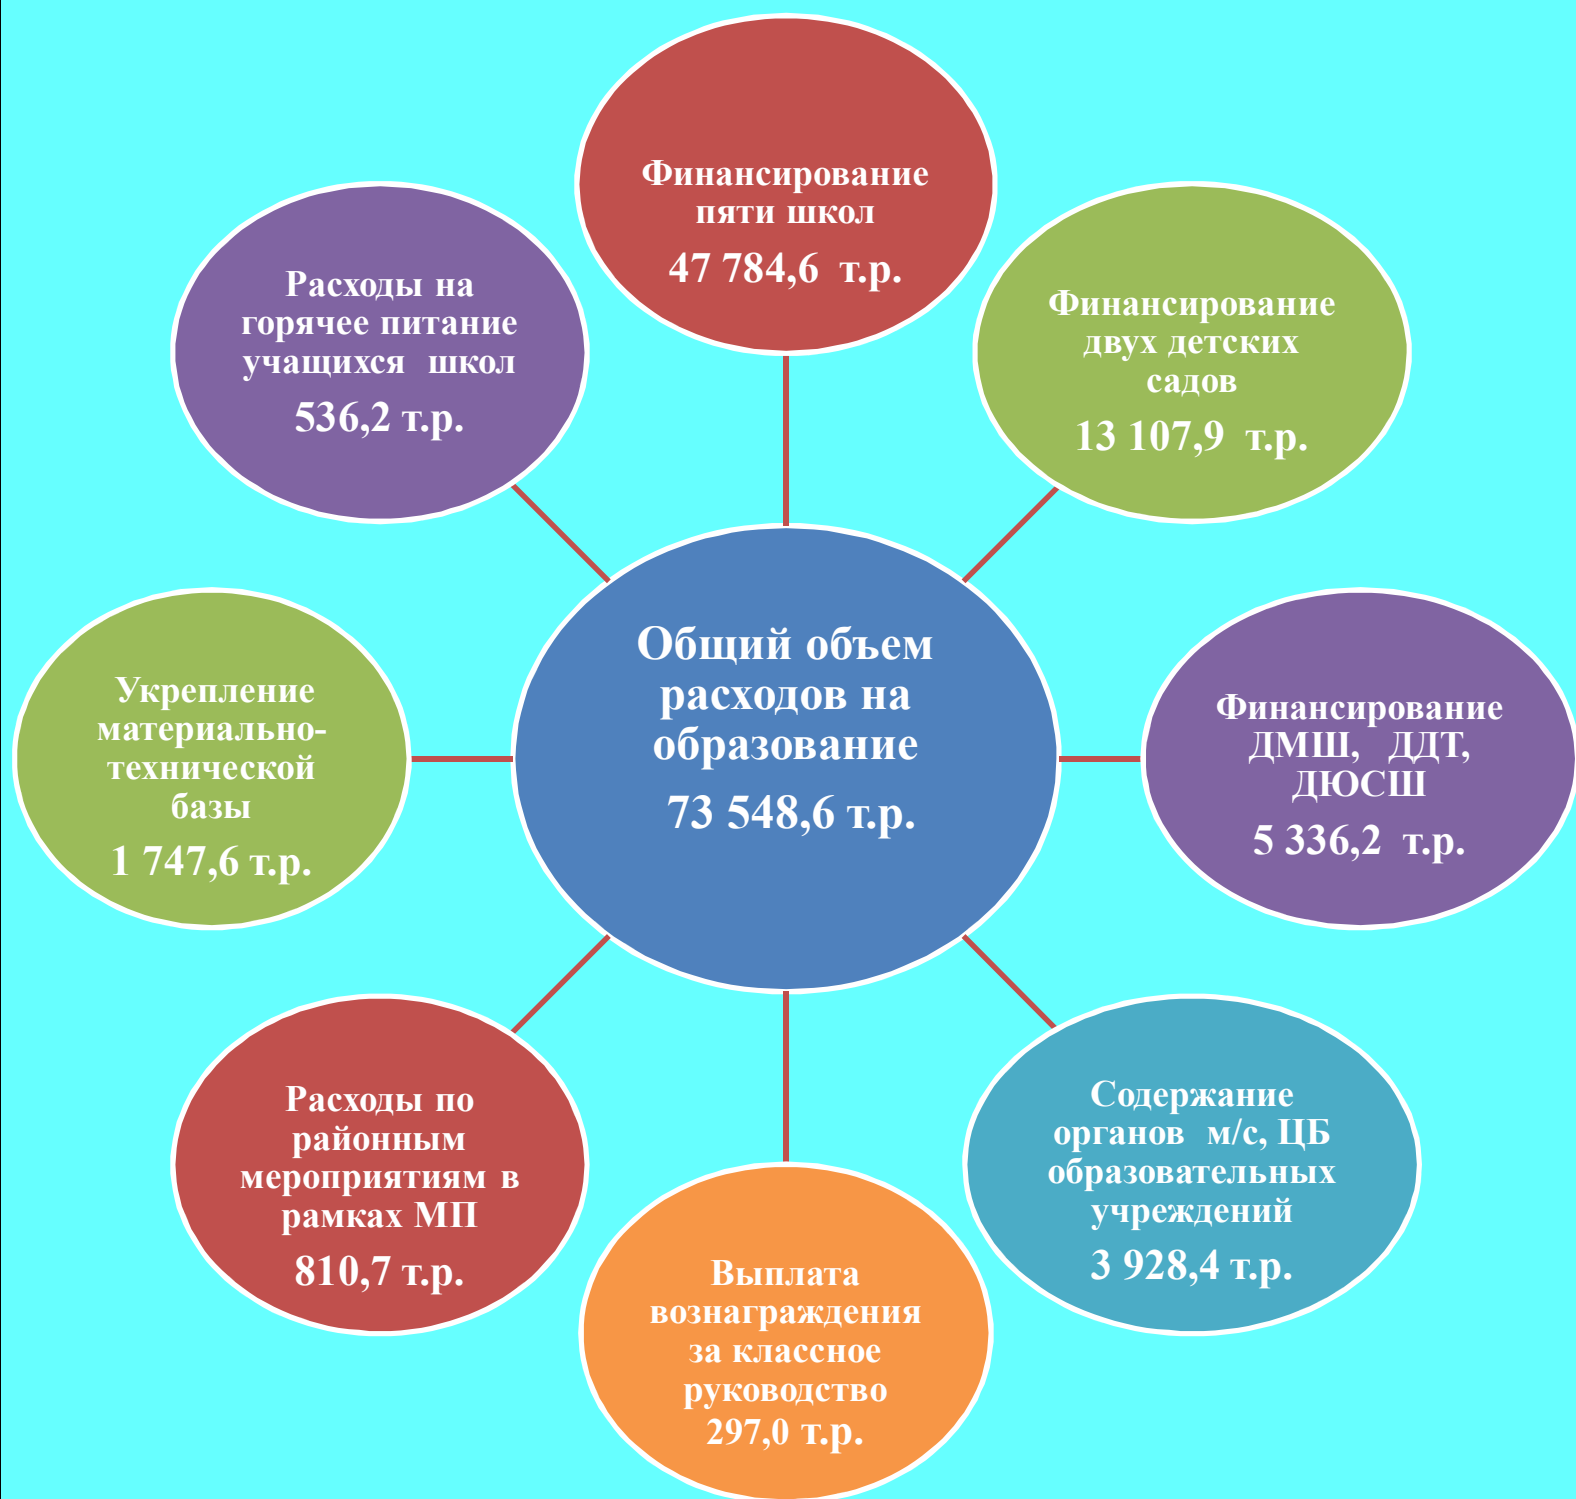 Финансирование
пяти школ
47 784,6 т.р.
Финансирование
двух детских
садов
13 107,9 т.р.
Финансирование
ДМШ, ДДТ,
ДЮСШ
5 336,2 т.р.
Содержание
органов м/с, ЦБ
образовательных
учреждений
3 928,4 т.р.
Выплата
вознаграждения
за классное
руководство
297,0 т.р.
Расходы по
районным
мероприятиям в
рамках МП
810,7 т.р.
Укрепление
материально-
технической
базы
1 747,6 т.р.
Расходы на
горячее питание
учащихся школ
536,2 т.р.
Общий объем
расходов на
образование
73 548,6 т.р.